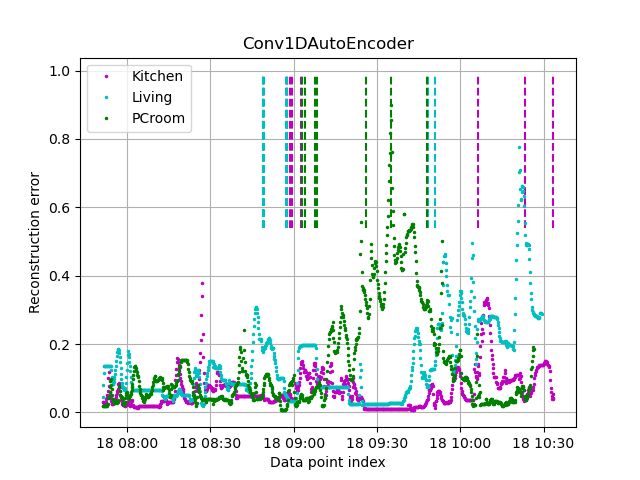 Conv1DAutoEncoder
1.0
0.8
0.6
0.4
0.2
0.0
Reconstruction error
Kitchen
Living
PCroom
18 08:00
18 08:30
18 09:00
18 09:30
18 10:00
18 10:30
Data point index